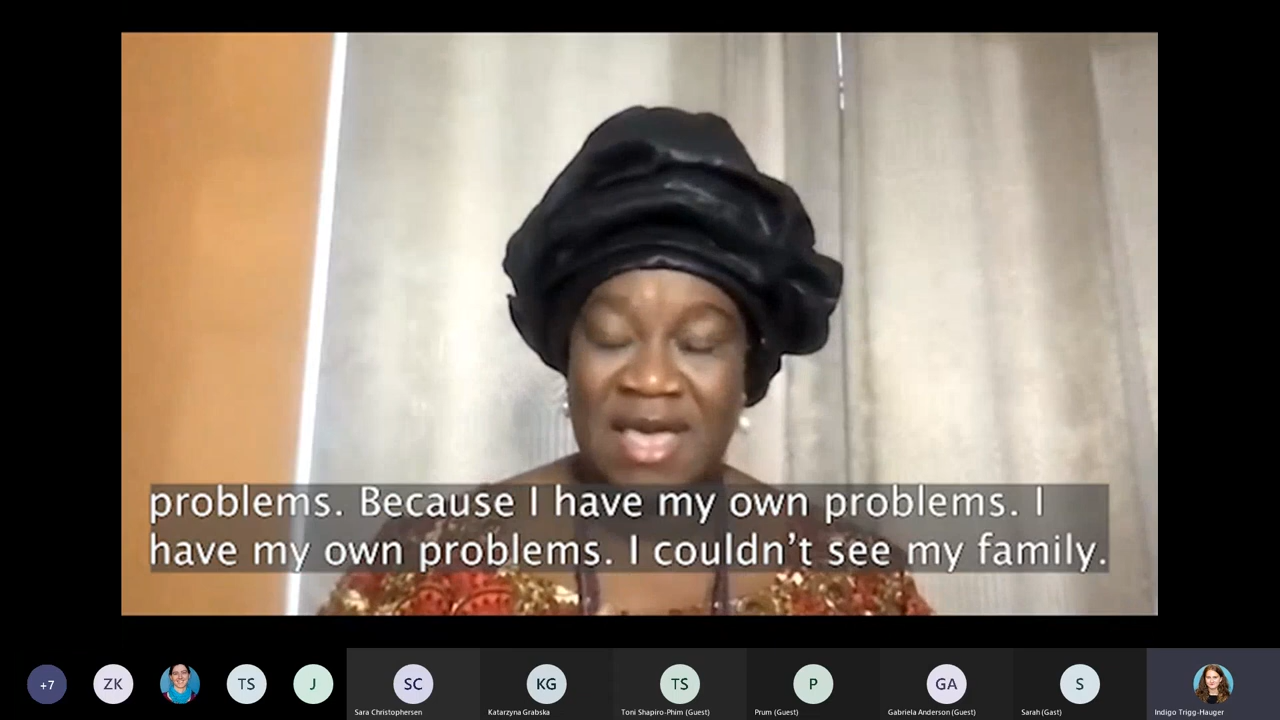 problems. Because I have my own problems. I
have my own problems. I couldn’t see my family.
+7
ZK
TS
J
SC
KG
TS
P
GA
S
Sara Christophersen
Katarzyna Grabska
Toni Shapiro-Phim (Guest)
Prum (Guest)
Gabriela Anderson (Guest)
Sarah (Gast)
Indigo Trigg-Hauger